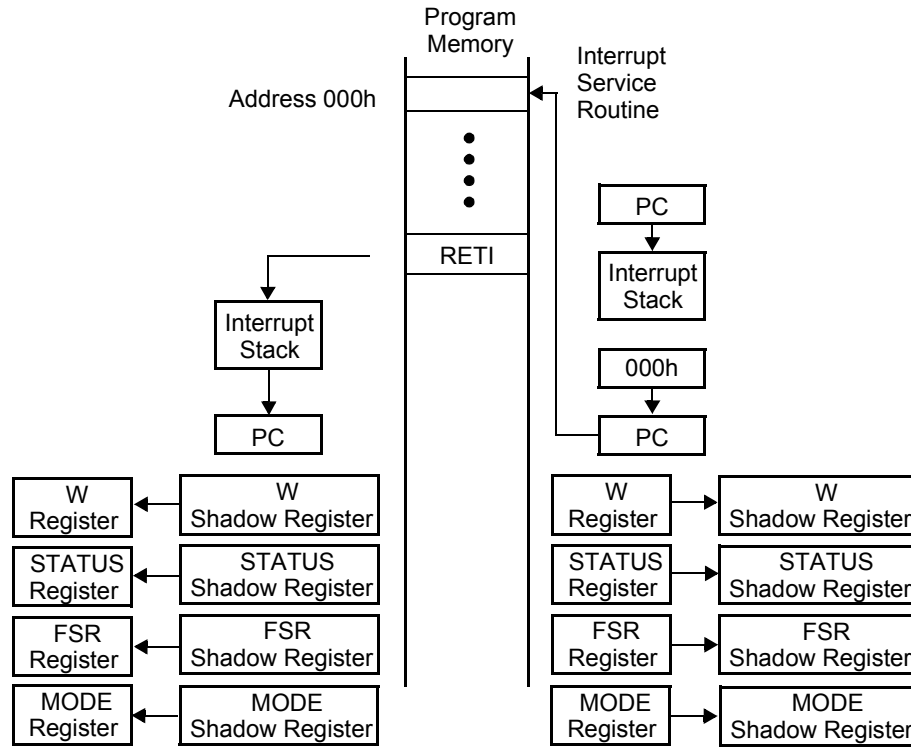 Program
Memory
Interrupt
Service
Routine
Address 000h
PC
RETI
Interrupt
Stack
Interrupt
Stack
000h
PC
PC
W
Register
W
Shadow Register
W
Register
W
Shadow Register
STATUS
Register
STATUS
Shadow Register
STATUS
Register
STATUS
Shadow Register
FSR
Register
FSR
Shadow Register
FSR
Register
FSR
Shadow Register
MODE
Register
MODE
Shadow Register
MODE
Register
MODE
Shadow Register